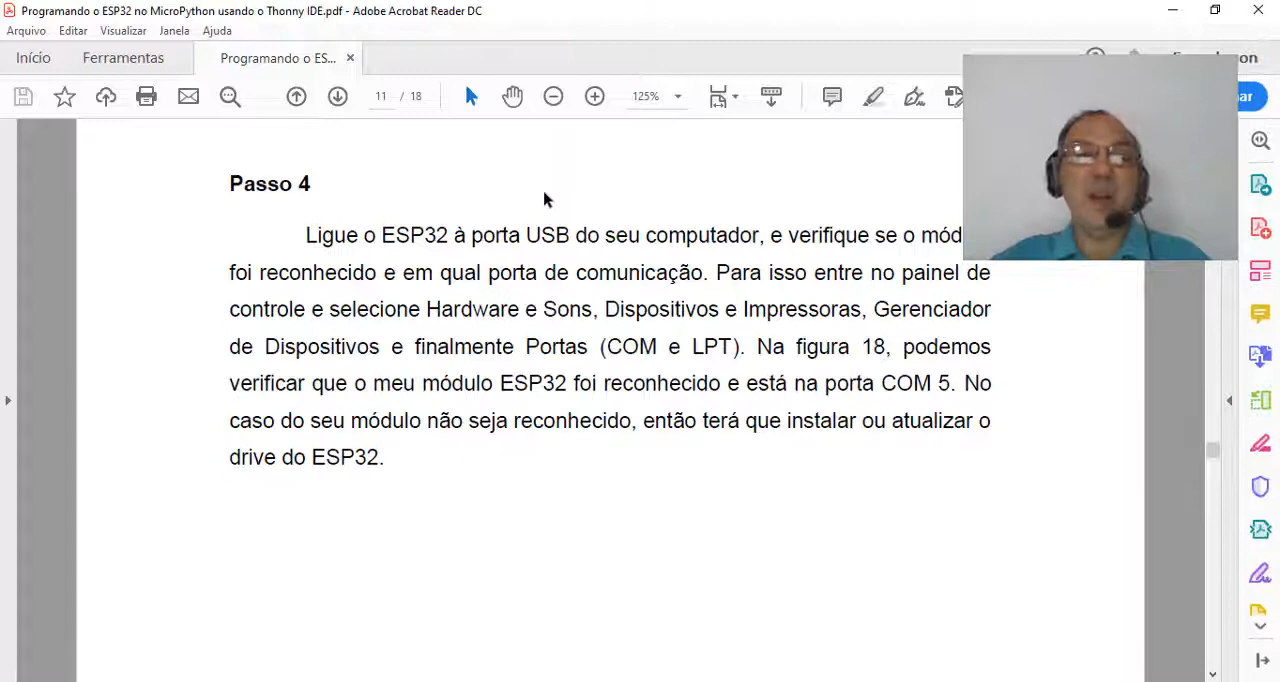 Programando o ESP32 no MicroPython usando o Thonny IDE.pdf - Adobe Acrobat Reader DC
Arquivo Editar Visualizar Janela Ajuda
Início Ferramentas Programando o ES... ×
11 / 18 125%
Passo 4
Ligue o ESP32 à porta USB do seu computador, e verifique se o mód
foi reconhecido e em qual porta de comunicação. Para isso entre no painel de
controle e selecione Hardware e Sons, Dispositivos e Impressoras, Gerenciador
de Dispositivos e finalmente Portas (COM e LPT). Na figura 18, podemos
verificar que o meu módulo ESP32 foi reconhecido e está na porta COM 5. No
caso do seu módulo não seja reconhecido, então terá que instalar ou atualizar o
drive do ESP32.